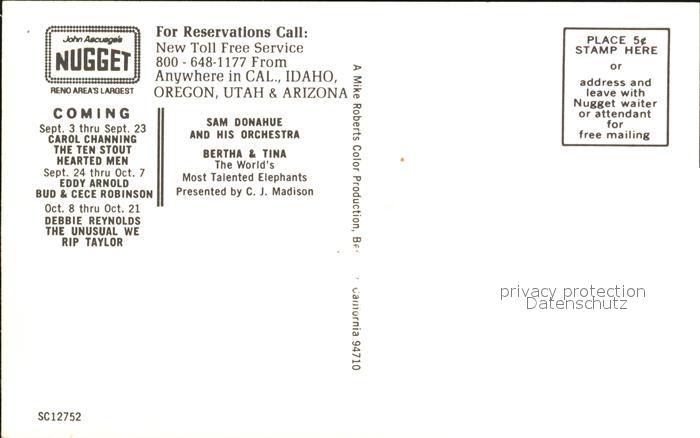 John Ascuaga's
NUGGET
RENO AREA'S LARGEST
For Reservations Call:
New Toll Free Service
800 - 648-1177 From
Anywhere in CAL., IDAHO,
OREGON, UTAH & ARIZONA
COMING
Sept. 3 thru Sept. 23
CAROL CHANNING
THE TEN STOUT
HEARTED MEN
Sept. 24 thru Oct. 7
EDDY ARNOLD
BUD & CECE ROBINSON
Oct. 8 thru Oct. 21
DEBBIE REYNOLDS
THE UNUSUAL WE
RIP TAYLOR
SAM DONAHUE
AND HIS ORCHESTRA
BERTHA & TINA
The World's
Most Talented Elephants
Presented by C. J. Madison
A Mike Roberts Color Production, California 94710
PLACE 5¢
STAMP HERE
or
address and
leave with
Nugget waiter
or attendant
for
free mailing
privacy protection
Datenschutz
SC12752